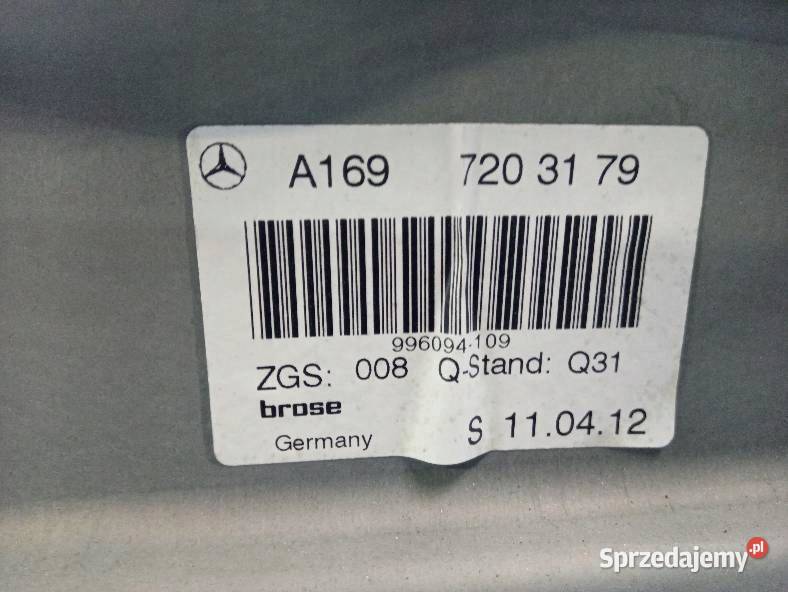 A169 720 31 79
996094-109
ZGS: 008 Q-Stand: Q31
brose
Germany S 11.04.12
Sprzedajemy.pl